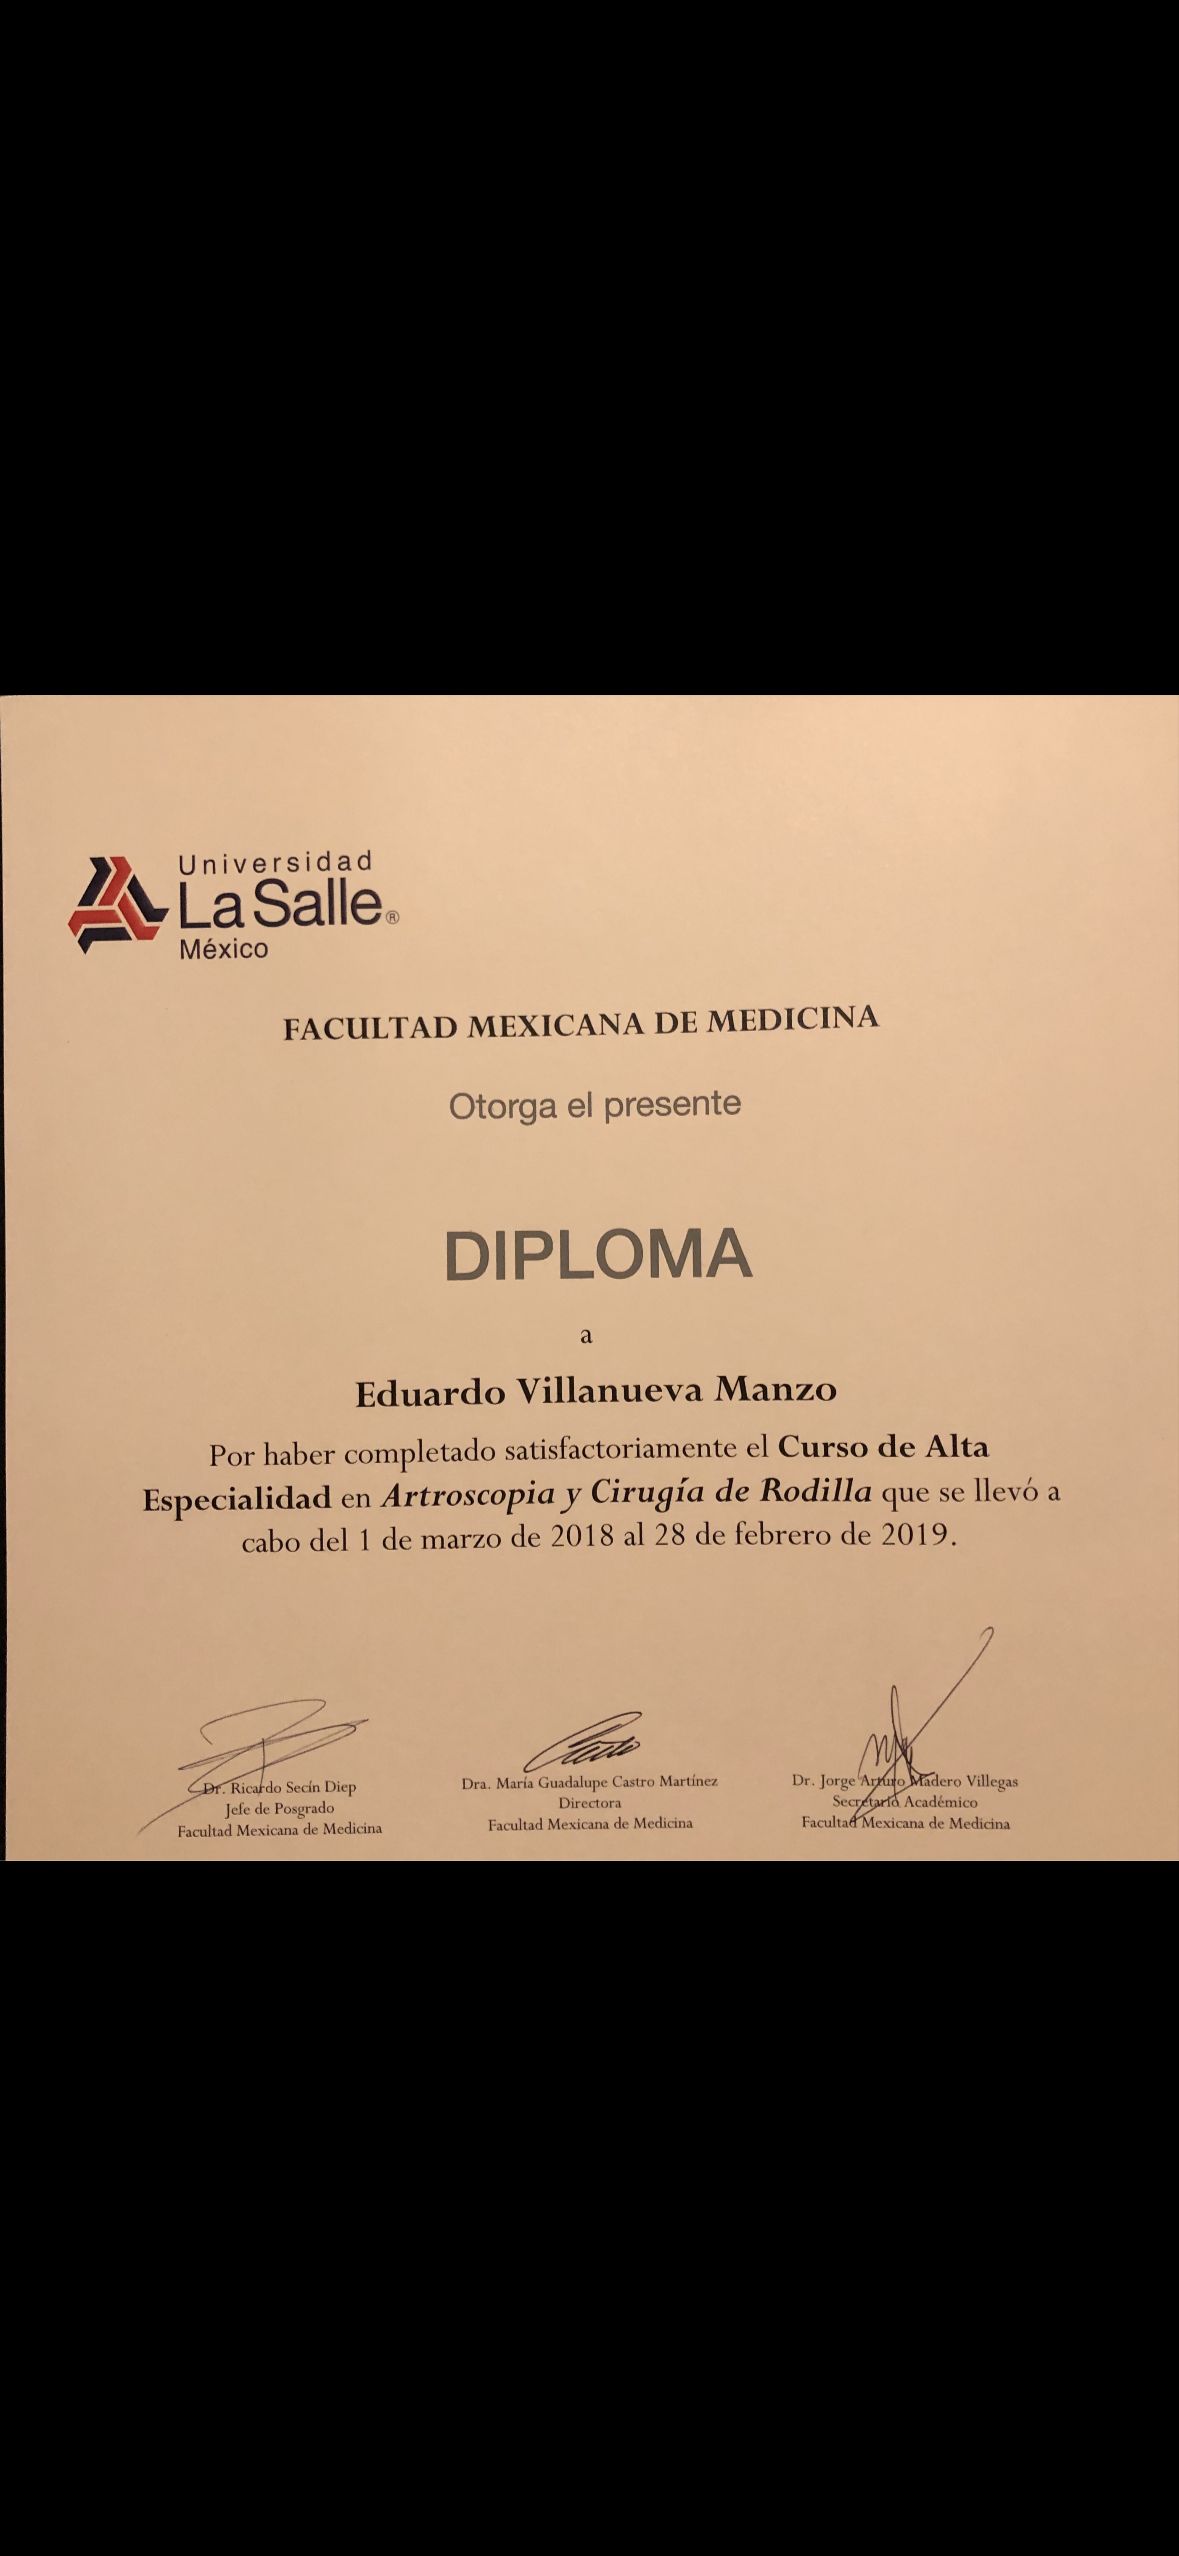 Universidad
La Salle®
México
FACULTAD MEXICANA DE MEDICINA
Otorga el presente
DIPLOMA
a
Eduardo Villanueva Manzo
Por haber completado satisfactoriamente el Curso de Alta
Especialidad en Artroscopia y Cirugía de Rodilla que se llevó a
cabo del 1 de marzo de 2018 al 28 de febrero de 2019.
Dr. Ricardo Secín Diep
Jefe de Posgrado
Facultad Mexicana de Medicina
Dra. María Guadalupe Castro Martínez
Directora
Facultad Mexicana de Medicina
Dr. Jorge Arturo Madero Villegas
Secretario Académico
Facultad Mexicana de Medicina